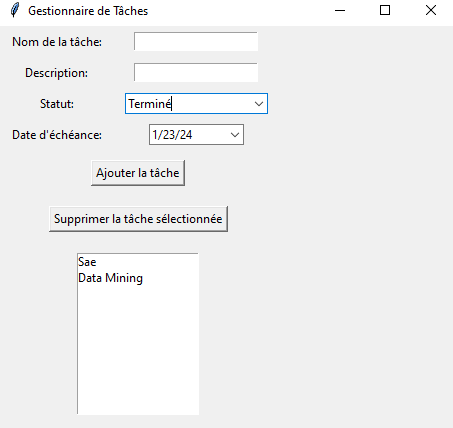 Gestionnaire de Tâches
Nom de la tâche:
Description:
Statut: Terminé
Date d'échéance: 1/23/24
Ajouter la tâche
Supprimer la tâche sélectionnée
Sae
Data Mining